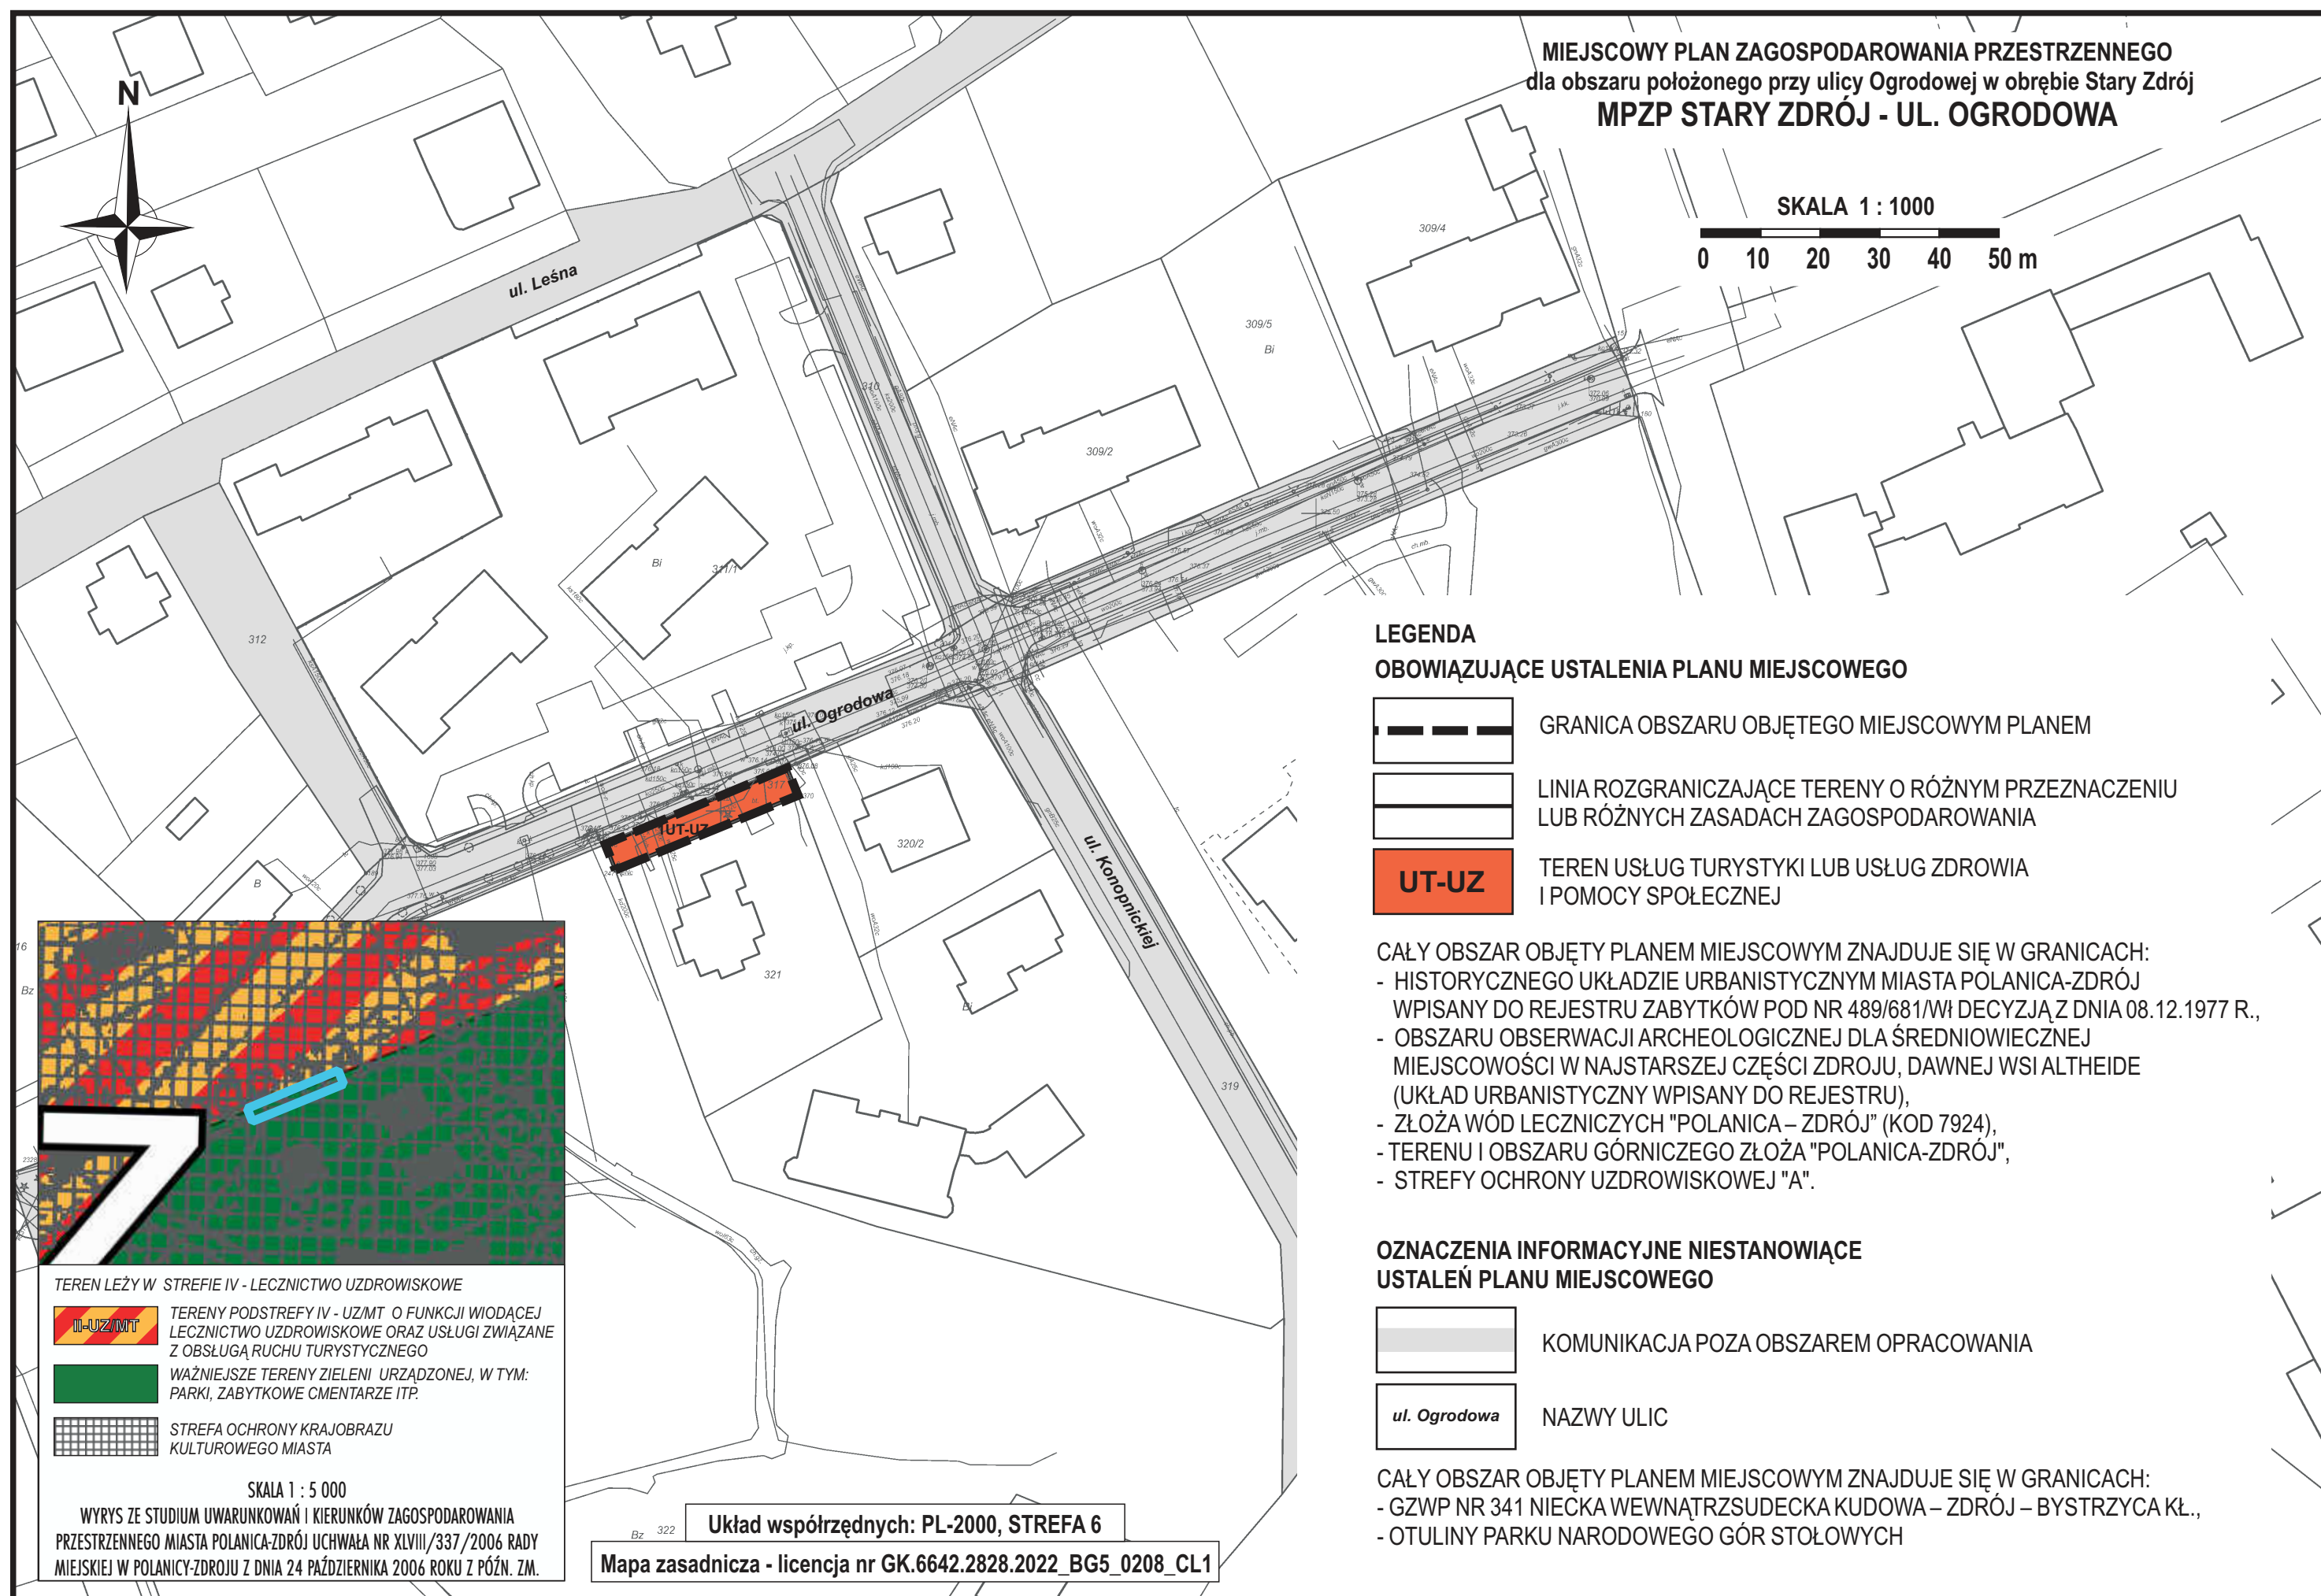 MIEJSCOWY PLAN ZAGOSPODAROWANIA PRZESTRZENNEGO
dla obszaru położonego przy ulicy Ogrodowej w obrębie Stary Zdrój
MPZP STARY ZDRÓJ - UL. OGRODOWA
N
SKALA 1 : 1000
0 10 20 30 40 50 m
ul. Leśna
309/4
309/5
Bi
310
309/2
Bi
311/1
312
ul. Ogrodowa
317
UT-UZ
320/2
ul. Konopnickiej
B
321
Bi
16
Bz
319
Bz 322
LEGENDA
OBOWIĄZUJĄCE USTALENIA PLANU MIEJSCOWEGO
GRANICA OBSZARU OBJĘTEGO MIEJSCOWYM PLANEM
LINIA ROZGRANICZAJĄCE TERENY O RÓŻNYM PRZEZNACZENIU
LUB RÓŻNYCH ZASADACH ZAGOSPODAROWANIA
UT-UZ
TEREN USŁUG TURYSTYKI LUB USŁUG ZDROWIA
I POMOCY SPOŁECZNEJ
CAŁY OBSZAR OBJĘTY PLANEM MIEJSCOWYM ZNAJDUJE SIĘ W GRANICACH:
- HISTORYCZNEGO UKŁADZIE URBANISTYCZNYM MIASTA POLANICA-ZDRÓJ
WPISANY DO REJESTRU ZABYTKÓW POD NR 489/681/Wł DECYZJĄ Z DNIA 08.12.1977 R.,
- OBSZARU OBSERWACJI ARCHEOLOGICZNEJ DLA ŚREDNIOWIECZNEJ
MIEJSCOWOŚCI W NAJSTARSZEJ CZĘŚCI ZDROJU, DAWNEJ WSI ALTHEIDE
(UKŁAD URBANISTYCZNY WPISANY DO REJESTRU),
- ZŁOŻA WÓD LECZNICZYCH "POLANICA – ZDRÓJ” (KOD 7924),
- TERENU I OBSZARU GÓRNICZEGO ZŁOŻA "POLANICA-ZDRÓJ",
- STREFY OCHRONY UZDROWISKOWEJ "A".
OZNACZENIA INFORMACYJNE NIESTANOWIĄCE
USTALEŃ PLANU MIEJSCOWEGO
KOMUNIKACJA POZA OBSZAREM OPRACOWANIA
ul. Ogrodowa
NAZWY ULIC
CAŁY OBSZAR OBJĘTY PLANEM MIEJSCOWYM ZNAJDUJE SIĘ W GRANICACH:
- GZWP NR 341 NIECKA WEWNĄTRZSUDECKA KUDOWA – ZDRÓJ – BYSTRZYCA KŁ.,
- OTULINY PARKU NARODOWEGO GÓR STOŁOWYCH
7
TEREN LEŻY W STREFIE IV - LECZNICTWO UZDROWISKOWE
II-UZ/MT
TERENY PODSTREFY IV - UZ/MT O FUNKCJI WIODĄCEJ
LECZNICTWO UZDROWISKOWE ORAZ USŁUGI ZWIĄZANE
Z OBSŁUGĄ RUCHU TURYSTYCZNEGO
WAŻNIEJSZE TERENY ZIELENI URZĄDZONEJ, W TYM:
PARKI, ZABYTKOWE CMENTARZE ITP.
STREFA OCHRONY KRAJOBRAZU
KULTUROWEGO MIASTA
SKALA 1 : 5 000
WYRYS ZE STUDIUM UWARUNKOWAŃ I KIERUNKÓW ZAGOSPODAROWANIA
PRZESTRZENNEGO MIASTA POLANICA-ZDRÓJ UCHWAŁA NR XLVIII/337/2006 RADY
MIEJSKIEJ W POLANICY-ZDROJU Z DNIA 24 PAŹDZIERNIKA 2006 ROKU Z PÓŹN. ZM.
Układ współrzędnych: PL-2000, STREFA 6
Mapa zasadnicza - licencja nr GK.6642.2828.2022_BG5_0208_CL1